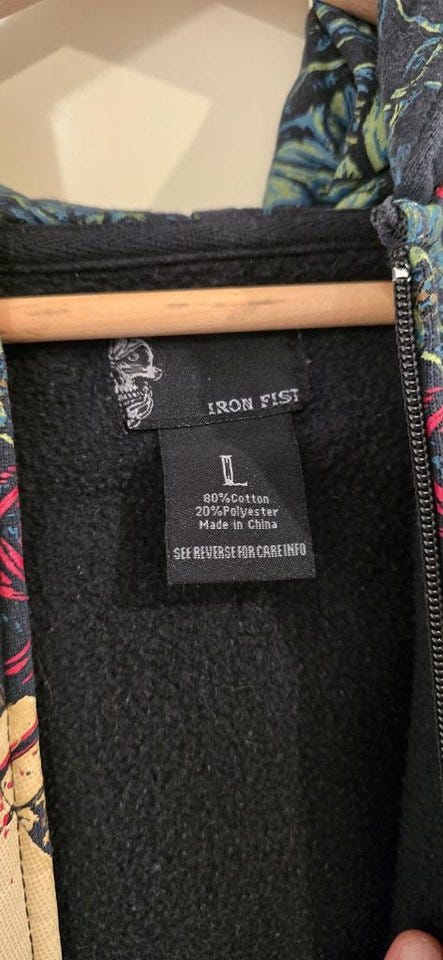 IRON FIST
L
80%Cotton
20%Polyester
Made in China
SEE REVERSE FOR CARE INFO